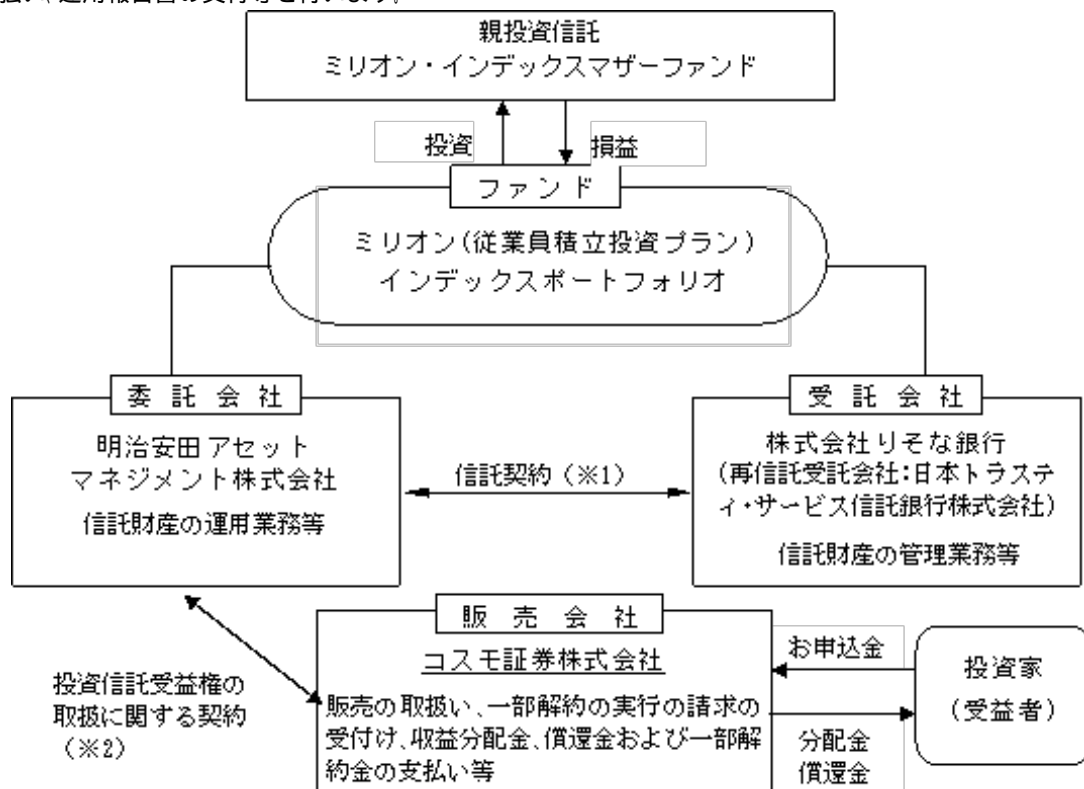 親投資信託
ミリオン・インデックスマザーファンド
投資
損益
ファンド
ミリオン(従業員積立投資プラン)
インデックスポートフォリオ
委託会社
明治安田アセット
マネジメント株式会社
信託財産の運用業務等
信託契約(※1)
受託会社
株式会社りそな銀行
(再信託受託会社:日本トラステ
ィ・サービス信託銀行株式会社)
信託財産の管理業務等
販売会社
コスモ証券株式会社
販売の取扱い、一部解約の実行の請求の
受付け、収益分配金、償還金および一部解
約金の支払い等
投資信託受益権の
取扱に関する契約
(※2)
お申込金
分配金
償還金
投資家
(受益者)